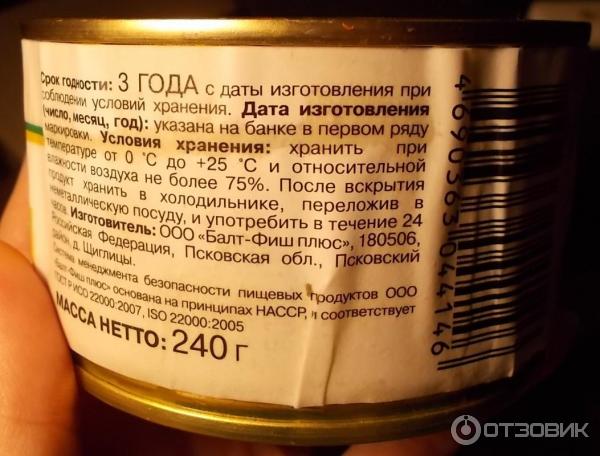 Срок годности: 3 ГОДА с даты изготовления при
соблюдении условий хранения. Дата изготовления
(число, месяц, год): указана на банке в первом ряду
маркировки. Условия хранения: хранить при
температуре от 0 °С до +25 °С и относительной
влажности воздуха не более 75%. После вскрытия
продукт хранить в холодильнике, переложив в
неметаллическую посуду, и употребить в течение 24
часов. Изготовитель: ООО «Балт-Фиш плюс», 180506,
Российская Федерация, Псковская обл., Псковский
район, д. Щиглицы.
Система менеджмента безопасности пищевых продуктов ООО
«Балт-Фиш плюс» основана на принципах HACCP, и соответствует
ГОСТ Р ИСО 22000:2007, ISO 22000:2005
МАССА НЕТТО: 240 г
4690363044146
ОТЗОВИК